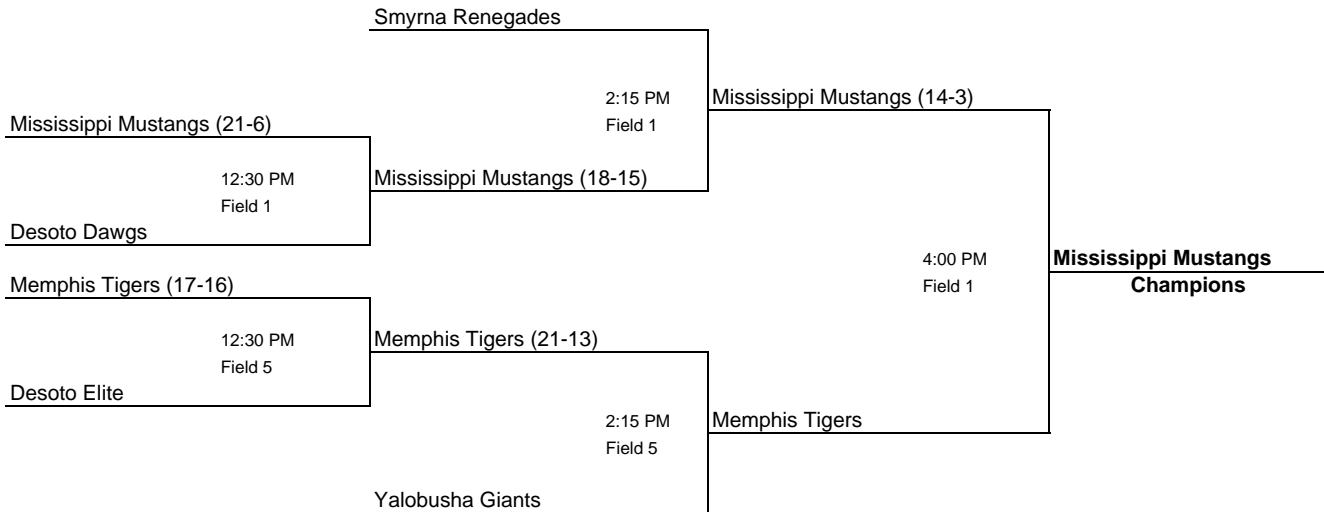 Smyrna Renegades
2:15 PM
Mississippi Mustangs (14-3)
Mississippi Mustangs (21-6)
Field 1
12:30 PM
Mississippi Mustangs (18-15)
Field 1
Desoto Dawgs
4:00 PM
Mississippi Mustangs
Memphis Tigers (17-16)
Field 1
Champions
12:30 PM
Memphis Tigers (21-13)
Field 5
Desoto Elite
2:15 PM
Memphis Tigers
Field 5
Yalobusha Giants